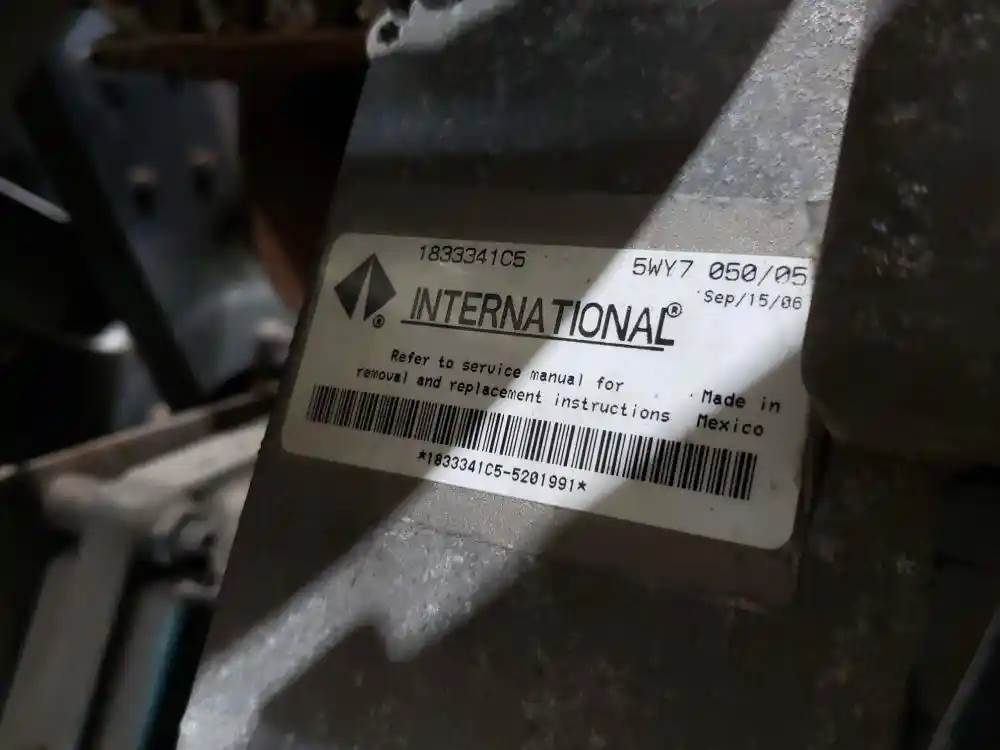 1833341C5
5WY7 050/05
Sep/15/06
INTERNATIONAL®
®
Refer to service manual for
removal and replacement instructions
Made in
Mexico
*1833341C5-5201991*